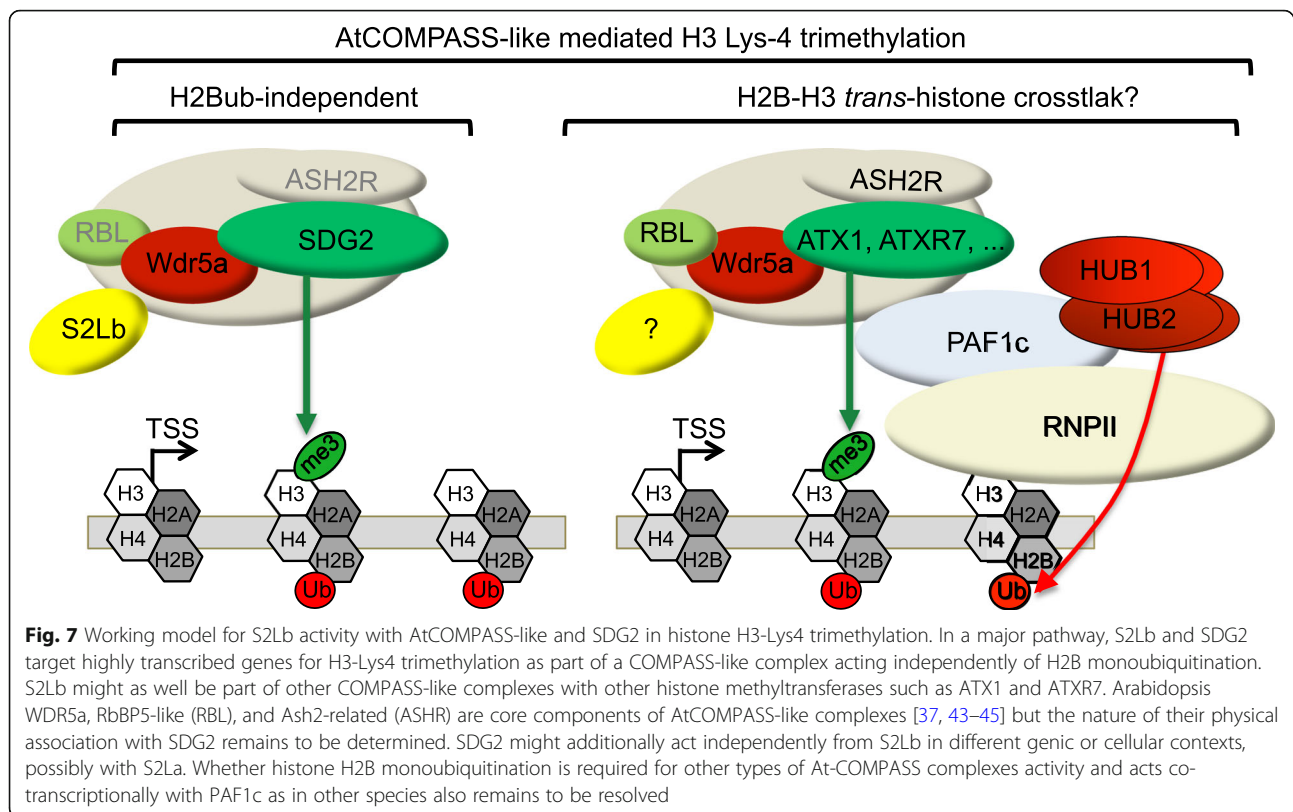 AtCOMPASS-like mediated H3 Lys-4 trimethylation
H2Bub-independent
H2B-H3 trans-histone crosstlak?
ASH2R
RBL
SDG2
Wdr5a
S2Lb
TSS
me3
H3
H2A
H4
H2B
H3
H2A
H4
H2B
Ub
H3
H2A
H4
H2B
Ub
ASH2R
RBL
ATX1, ATXR7, ...
Wdr5a
?
HUB1
HUB2
PAF1c
RNPII
TSS
me3
H3
H2A
H4
H2B
H3
H2A
H4
H2B
Ub
H3
H2A
H4
H2B
Ub
Fig. 7 Working model for S2Lb activity with AtCOMPASS-like and SDG2 in histone H3-Lys4 trimethylation. In a major pathway, S2Lb and SDG2
target highly transcribed genes for H3-Lys4 trimethylation as part of a COMPASS-like complex acting independently of H2B monoubiquitination.
S2Lb might as well be part of other COMPASS-like complexes with other histone methyltransferases such as ATX1 and ATXR7. Arabidopsis
WDR5a, RbBP5-like (RBL), and Ash2-related (ASHR) are core components of AtCOMPASS-like complexes [37, 43–45] but the nature of their physical
association with SDG2 remains to be determined. SDG2 might additionally act independently from S2Lb in different genic or cellular contexts,
possibly with S2La. Whether histone H2B monoubiquitination is required for other types of At-COMPASS complexes activity and acts co-
transcriptionally with PAF1c as in other species also remains to be resolved